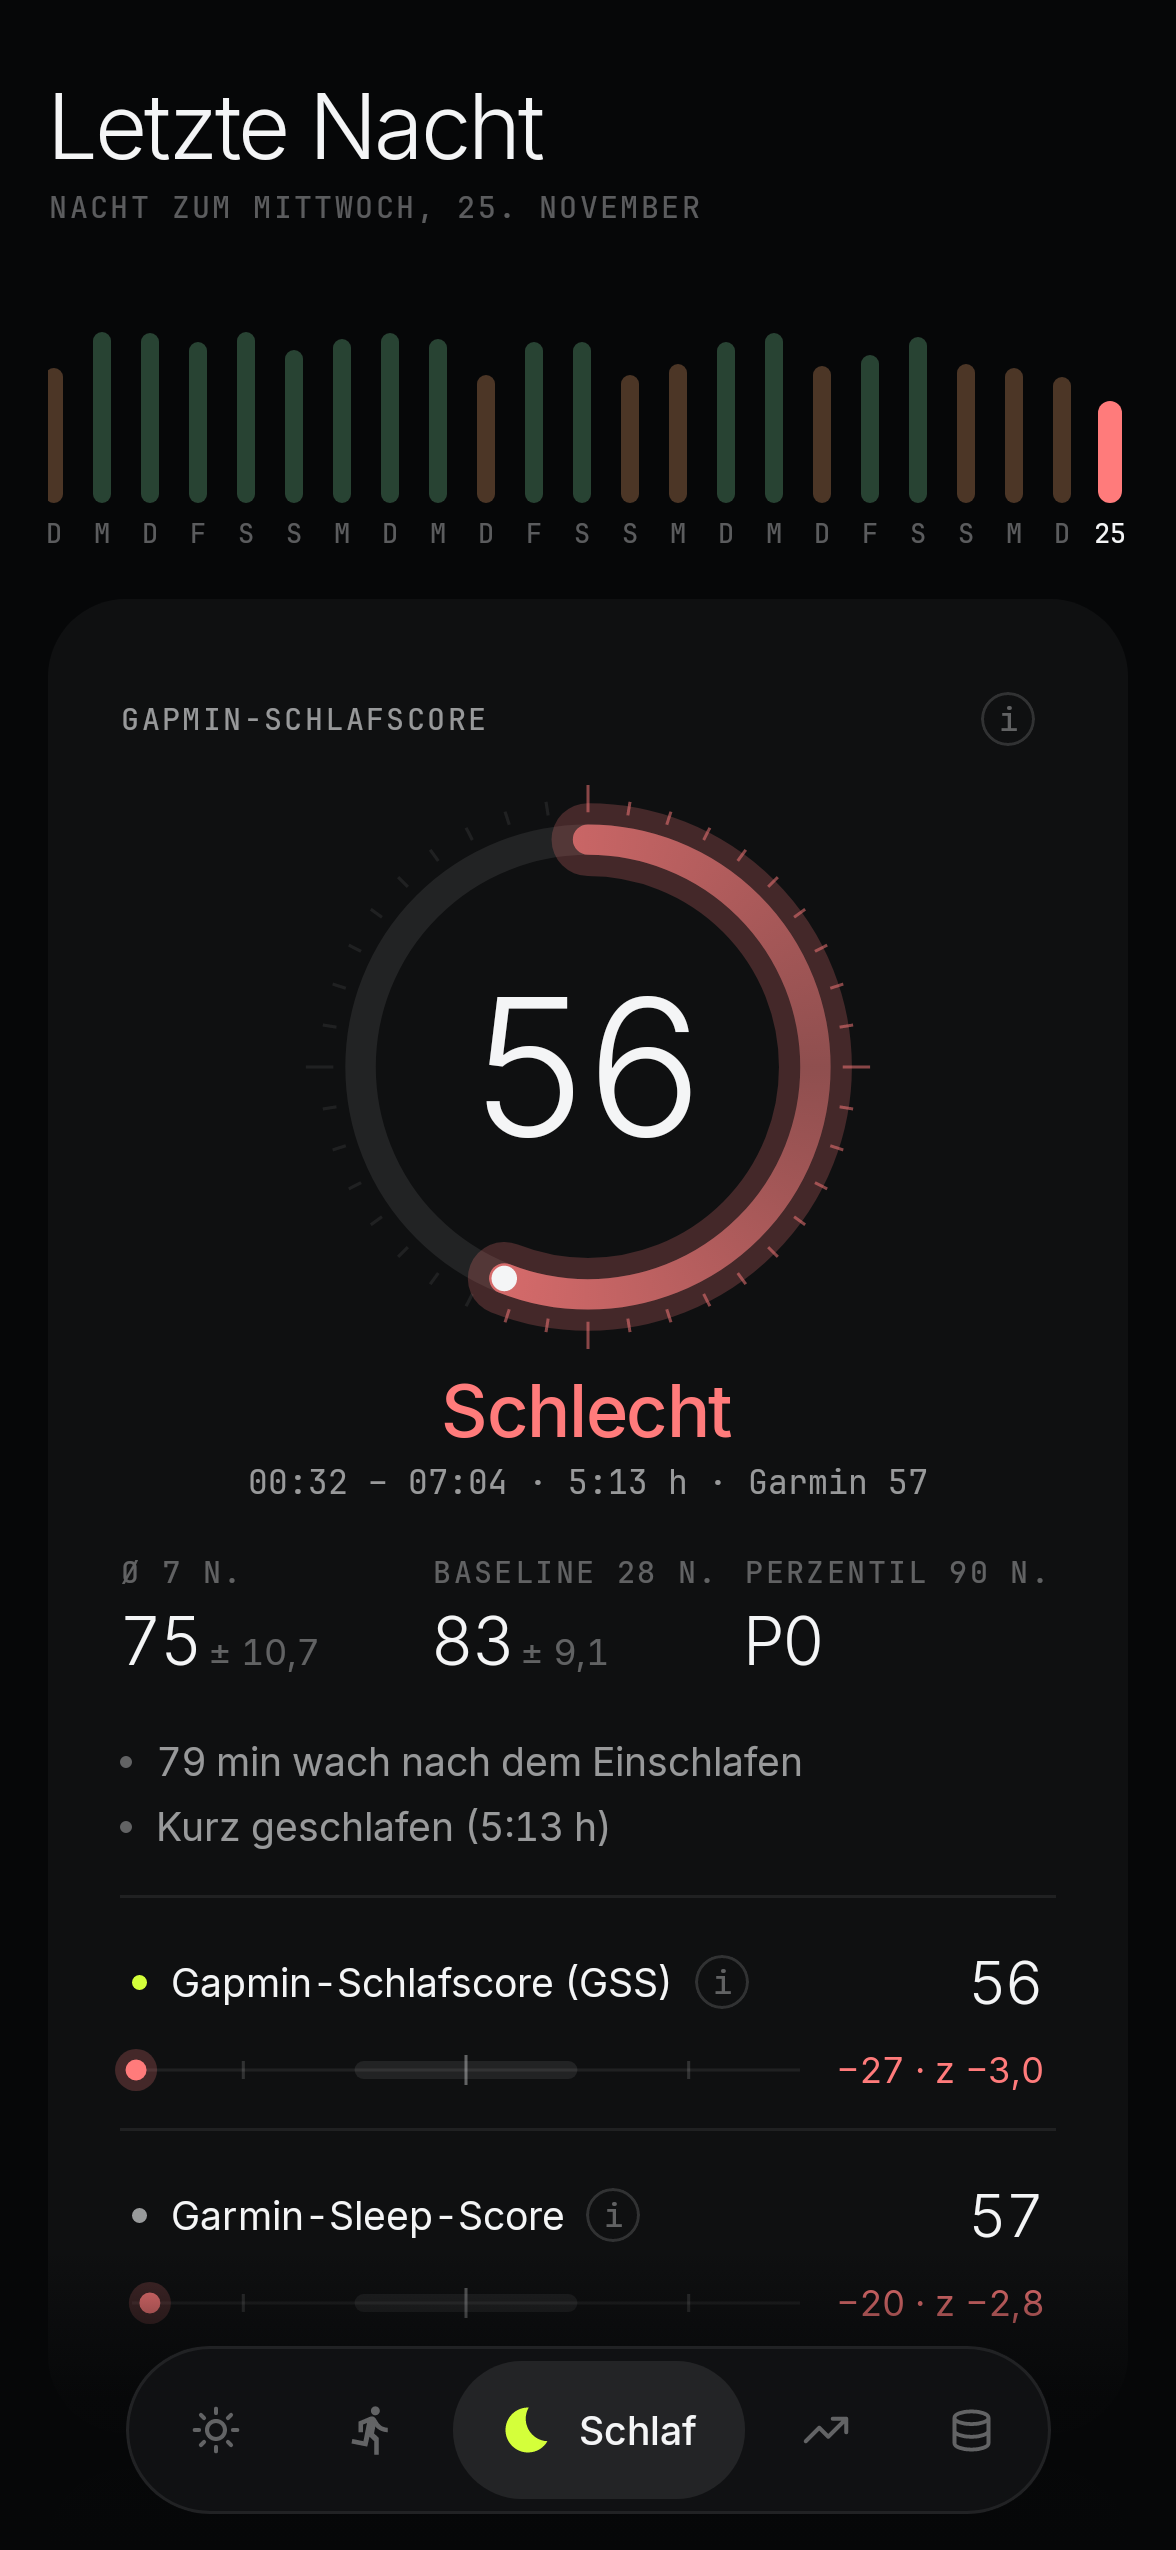 Letzte Nacht
NACHT ZUM MITTWOCH, 25. NOVEMBER
D M D F S S M D M D F S S M D M D F S S M D 25
GAPMIN-SCHLAFSCORE i
56
Schlecht
00:32 – 07:04 · 5:13 h · Garmin 57
Ø 7 N. BASELINE 28 N. PERZENTIL 90 N.
75 ± 10,7 83 ± 9,1 P0
• 79 min wach nach dem Einschlafen
• Kurz geschlafen (5:13 h)
Gapmin-Schlafscore (GSS) i 56
−27 · z −3,0
Garmin-Sleep-Score i 57
−20 · z −2,8
Schlaf